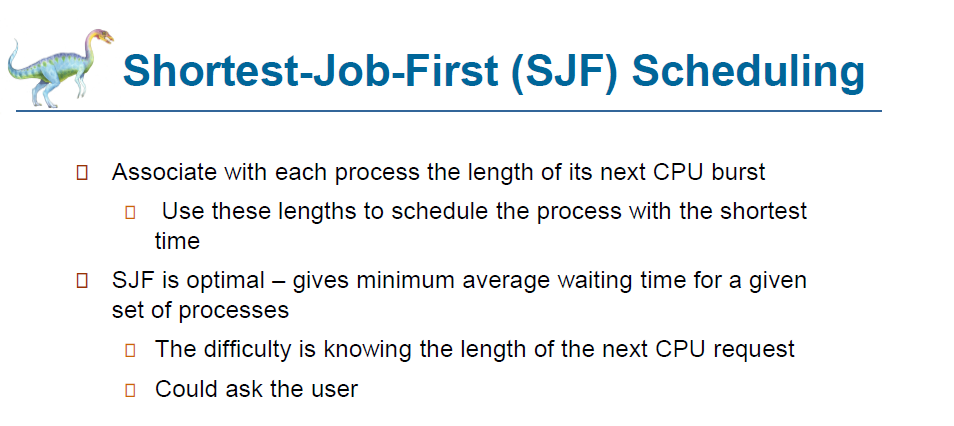 Shortest-Job-First (SJF) Scheduling
Associate with each process the length of its next CPU burst
Use these lengths to schedule the process with the shortest
time
SJF is optimal – gives minimum average waiting time for a given
set of processes
The difficulty is knowing the length of the next CPU request
Could ask the user